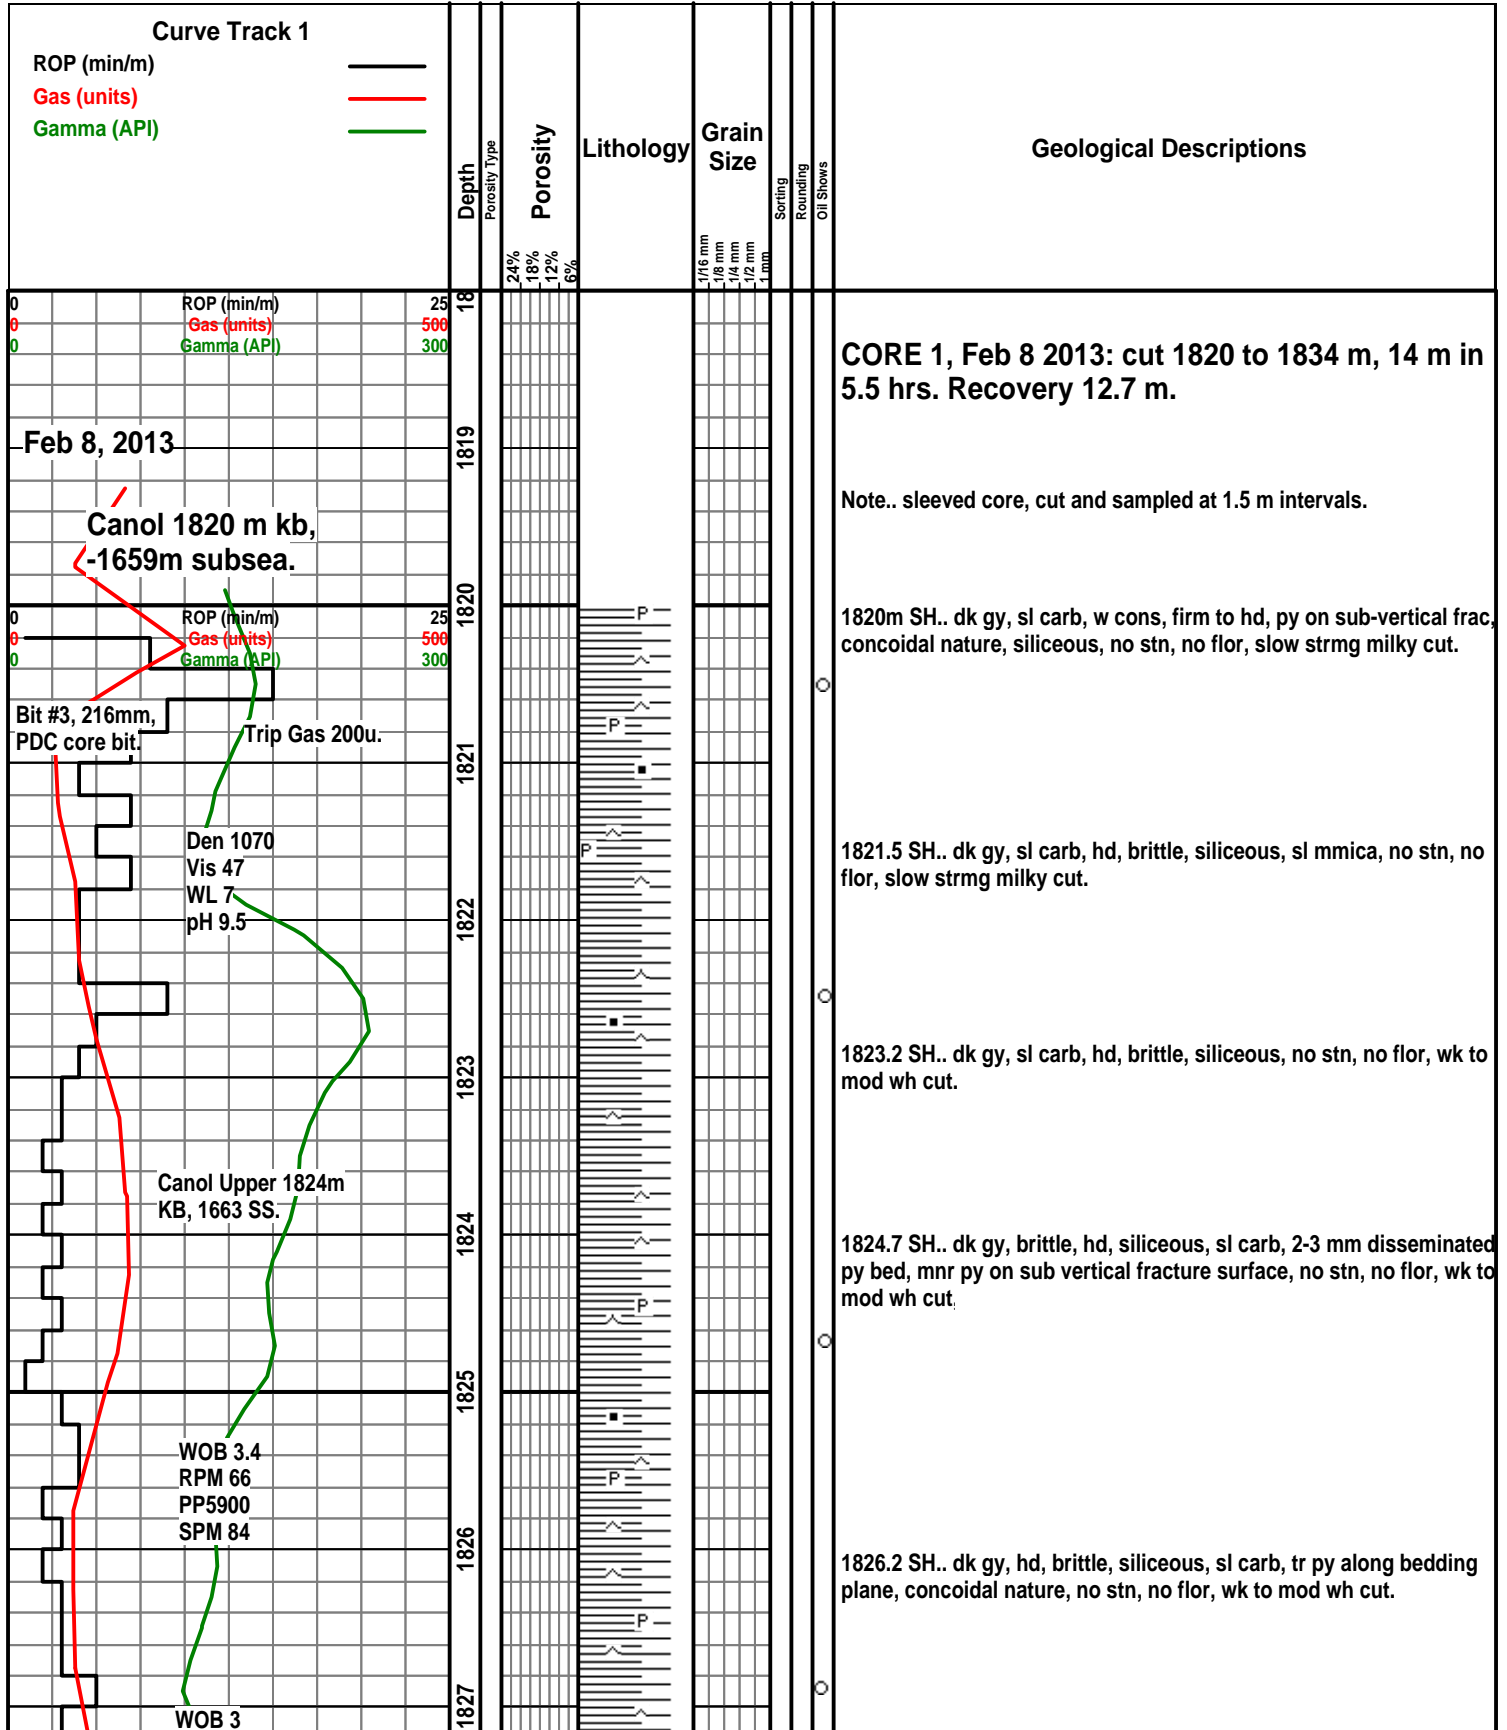 Curve Track 1
ROP (min/m)
Gas (units)
Gamma (API)
Depth
Porosity Type
Porosity
24%
18%
12%
6%
Lithology
Grain
Size
1/16 mm
1/8 mm
1/4 mm
1/2 mm
1 mm
Sorting
Rounding
Oil Shows
Geological Descriptions
0 ROP (min/m) 25
0 Gas (units) 500
0 Gamma (API) 300
18
CORE 1, Feb 8 2013: cut 1820 to 1834 m, 14 m in
5.5 hrs. Recovery 12.7 m.
Feb 8, 2013
1819
Note.. sleeved core, cut and sampled at 1.5 m intervals.
Canol 1820 m kb,
-1659m subsea.
1820
0 ROP (min/m) 25
0 Gas (units) 500
0 Gamma (API) 300
P
1820m SH.. dk gy, sl carb, w cons, firm to hd, py on sub-vertical frac,
concoidal nature, siliceous, no stn, no flor, slow strmg milky cut.
Bit #3, 216mm,
PDC core bit.
Trip Gas 200u.
P
1821
Den 1070
Vis 47
WL 7
pH 9.5
P
1821.5 SH.. dk gy, sl carb, hd, brittle, siliceous, sl mmica, no stn, no
flor, slow strmg milky cut.
1822
1823
1823.2 SH.. dk gy, sl carb, hd, brittle, siliceous, no stn, no flor, wk to
mod wh cut.
Canol Upper 1824m
KB, 1663 SS.
1824
1824.7 SH.. dk gy, brittle, hd, siliceous, sl carb, 2-3 mm disseminated
py bed, mnr py on sub vertical fracture surface, no stn, no flor, wk to
mod wh cut,
P
1825
WOB 3.4
RPM 66
PP5900
SPM 84
P
1826
1826.2 SH.. dk gy, hd, brittle, siliceous, sl carb, tr py along bedding
plane, concoidal nature, no stn, no flor, wk to mod wh cut.
P
1827
WOB 3